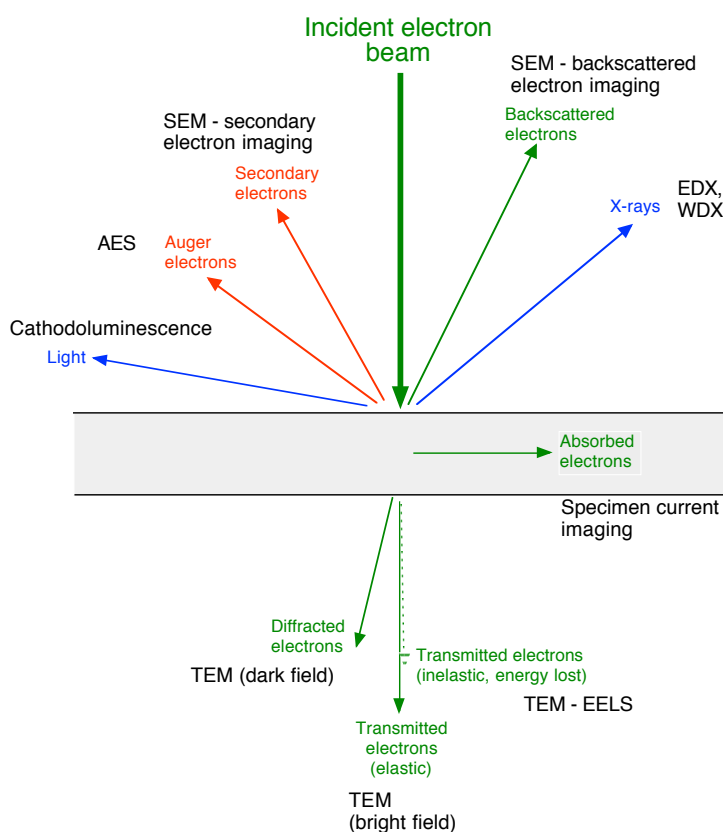 Incident electron
beam
SEM - backscattered
electron imaging
Backscattered
electrons
SEM - secondary
electron imaging
Secondary
electrons
EDX,
WDX
X-rays
AES
Auger
electrons
Cathodoluminescence
Light
Absorbed
electrons
Specimen current
imaging
Diffracted
electrons
TEM (dark field)
Transmitted electrons
(inelastic, energy lost)
TEM - EELS
Transmitted
electrons
(elastic)
TEM
(bright field)